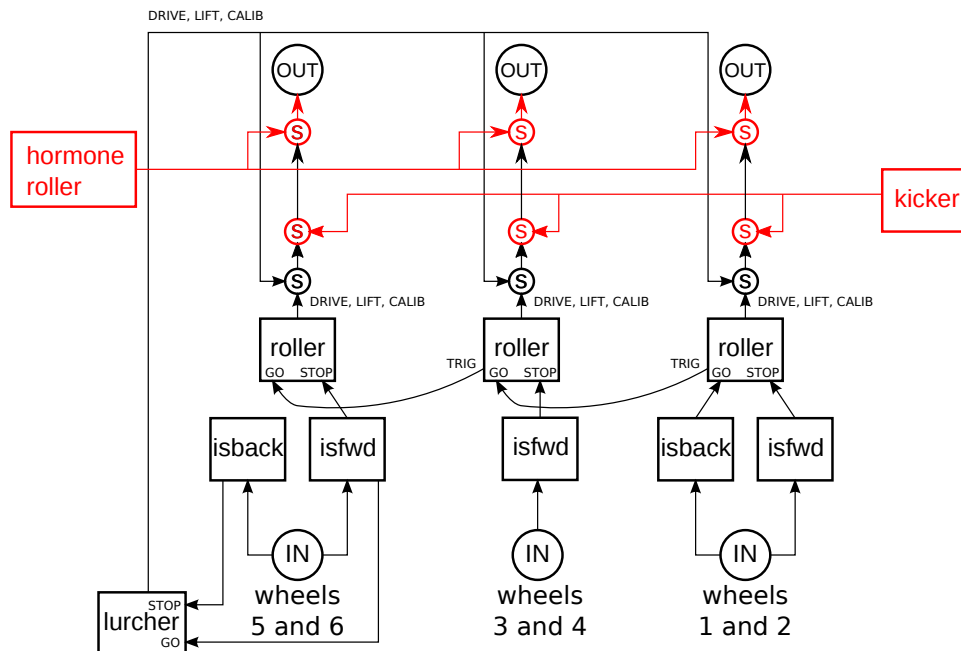 DRIVE, LIFT, CALIB
OUT
OUT
OUT
S
S
S
hormone
roller
kicker
S
S
S
S
S
S
DRIVE, LIFT, CALIB
DRIVE, LIFT, CALIB
DRIVE, LIFT, CALIB
roller
GO
STOP
TRIG
roller
GO
STOP
TRIG
roller
GO
STOP
isback
isfwd
isfwd
isback
isfwd
IN
IN
IN
wheels
5 and 6
wheels
3 and 4
wheels
1 and 2
STOP
lurcher
GO